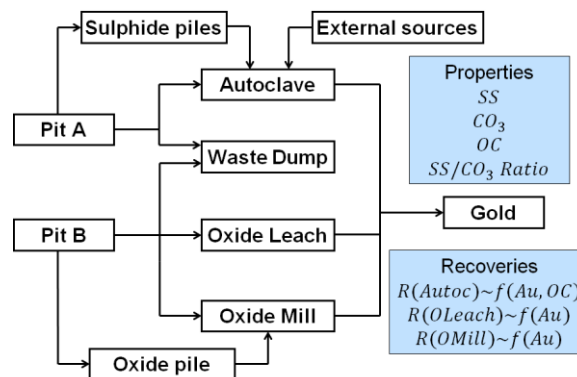 Sulphide piles
External sources
Autoclave
Pit A
Waste Dump
Pit B
Oxide Leach
Oxide Mill
Oxide pile
Gold
Properties
SS
CO₃
OC
SS/CO₃ Ratio
Recoveries
R(Autoc)~f(Au, OC)
R(OLeach)~f(Au)
R(OMill)~f(Au)